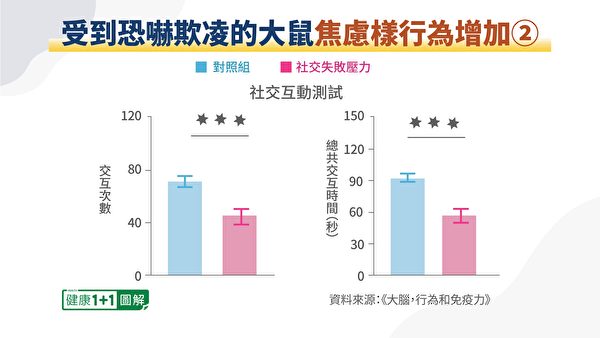 受到恐嚇欺凌的大鼠焦慮樣行為增加②
對照組 社交失敗壓力
社交互動測試
交互次數
120
80
40
0
總共交互時間(秒)
150
120
90
60
30
0
健康1+1 圖解
資料來源:《大腦,行為和免疫力》